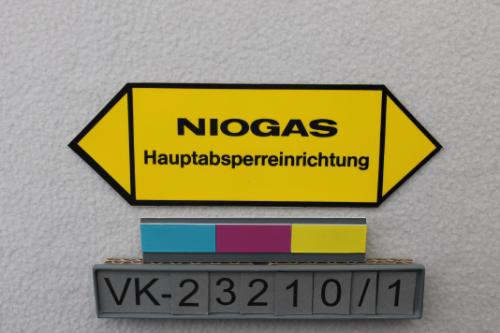 NIOGAS
Hauptabsperreinrichtung
VK-23210/1